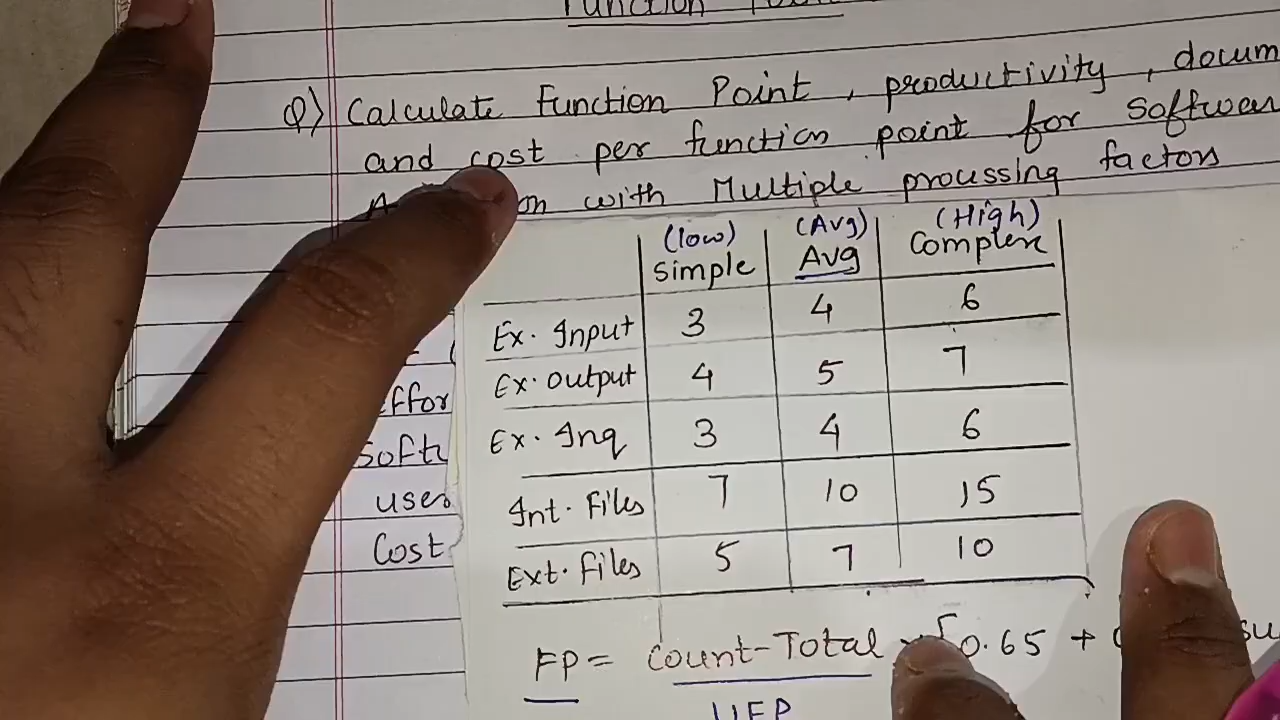 Function
Q) Calculate Function Point, productivity, docum
and cost per function point for Softwar
with Multiple processing factors
(low) (Avg) (High)
Simple Avg Complex
Ex. Input 3 4 6
Ex. Output 4 5 7
Ex. Inq 3 4 6
Int. Files 7 10 15
Ext. Files 5 7 10
Effor
Softw
user
Cost
FP = Count-Total × [0.65 +
UFP